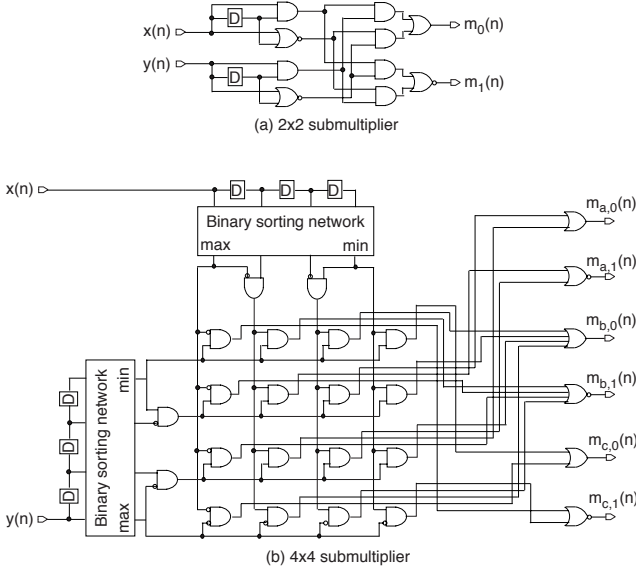 x(n)
D
y(n)
D
m0(n)
m1(n)
(a) 2x2 submultiplier
x(n)
D D D
Binary sorting network
max min
y(n)
D
D
D
Binary sorting network
min
max
ma,0(n)
ma,1(n)
mb,0(n)
mb,1(n)
mc,0(n)
mc,1(n)
(b) 4x4 submultiplier